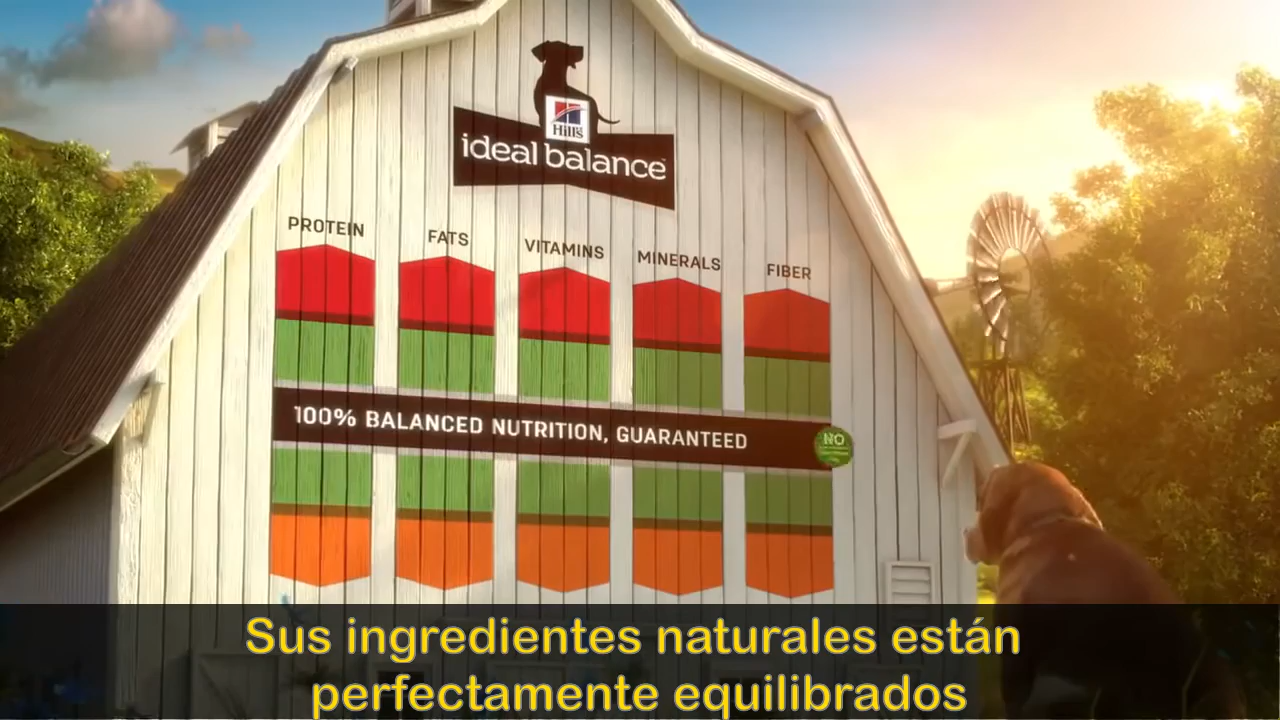 Hill's
ideal balance
PROTEIN
FATS
VITAMINS
MINERALS
FIBER
100% BALANCED NUTRITION, GUARANTEED
NO
Sus ingredientes naturales están
perfectamente equilibrados